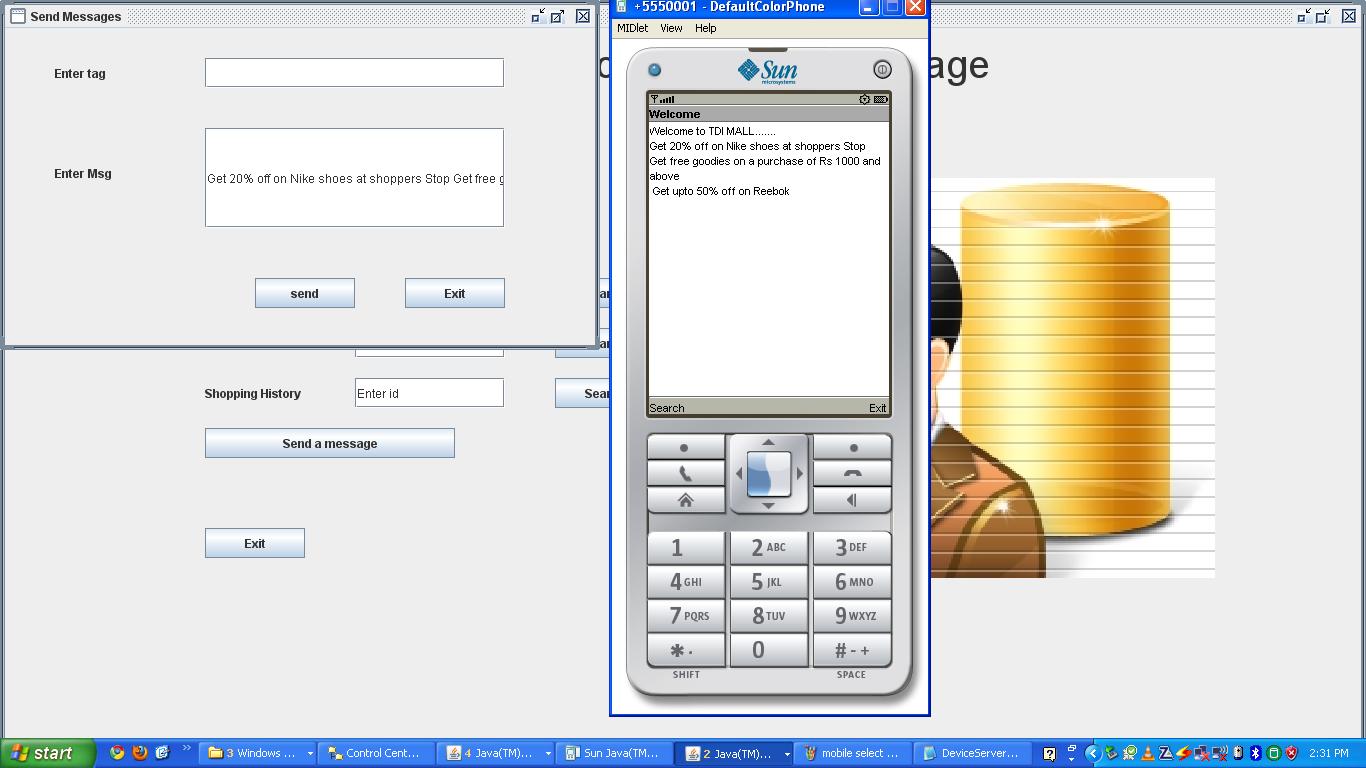 Send Messages
Enter tag
Enter Msg
Get 20% off on Nike shoes at shoppers Stop Get free g
send
Exit
age
Shopping History
Enter id
Sear
Send a message
Exit
+5550001 - DefaultColorPhone
MIDlet View Help
Sun
microsystems
Welcome
Welcome to TDI MALL.......
Get 20% off on Nike shoes at shoppers Stop
Get free goodies on a purchase of Rs 1000 and
above
Get upto 50% off on Reebok
Search Exit
1 2 ABC 3 DEF
4 GHI 5 JKL 6 MNO
7 PQRS 8 TUV 9 WXYZ
* . 0 # - +
SHIFT SPACE
start
3 Windows ...
Control Cent...
4 Java(TM)...
Sun Java(TM...
2 Java(TM)...
mobile select ...
DeviceServer...
2:31 PM